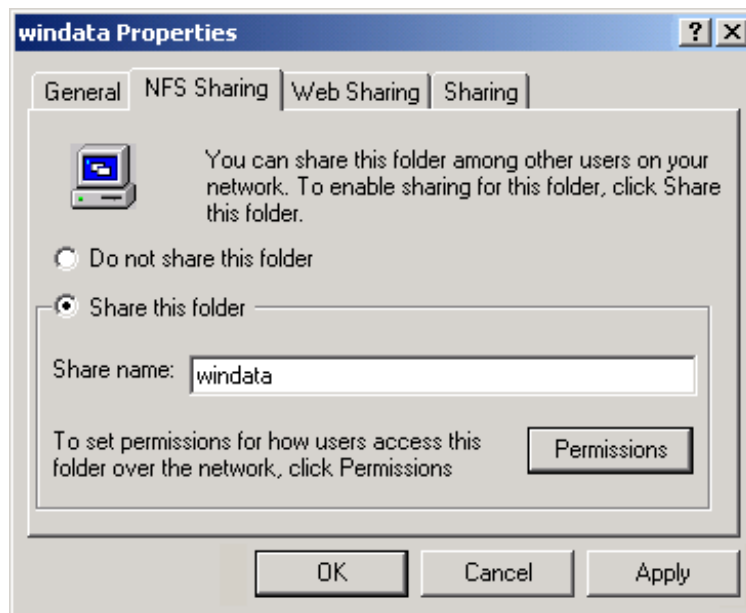 windata Properties
General NFS Sharing Web Sharing Sharing
You can share this folder among other users on your
network. To enable sharing for this folder, click Share
this folder.
Do not share this folder
Share this folder
Share name: windata
To set permissions for how users access this
folder over the network, click Permissions
Permissions
OK Cancel Apply